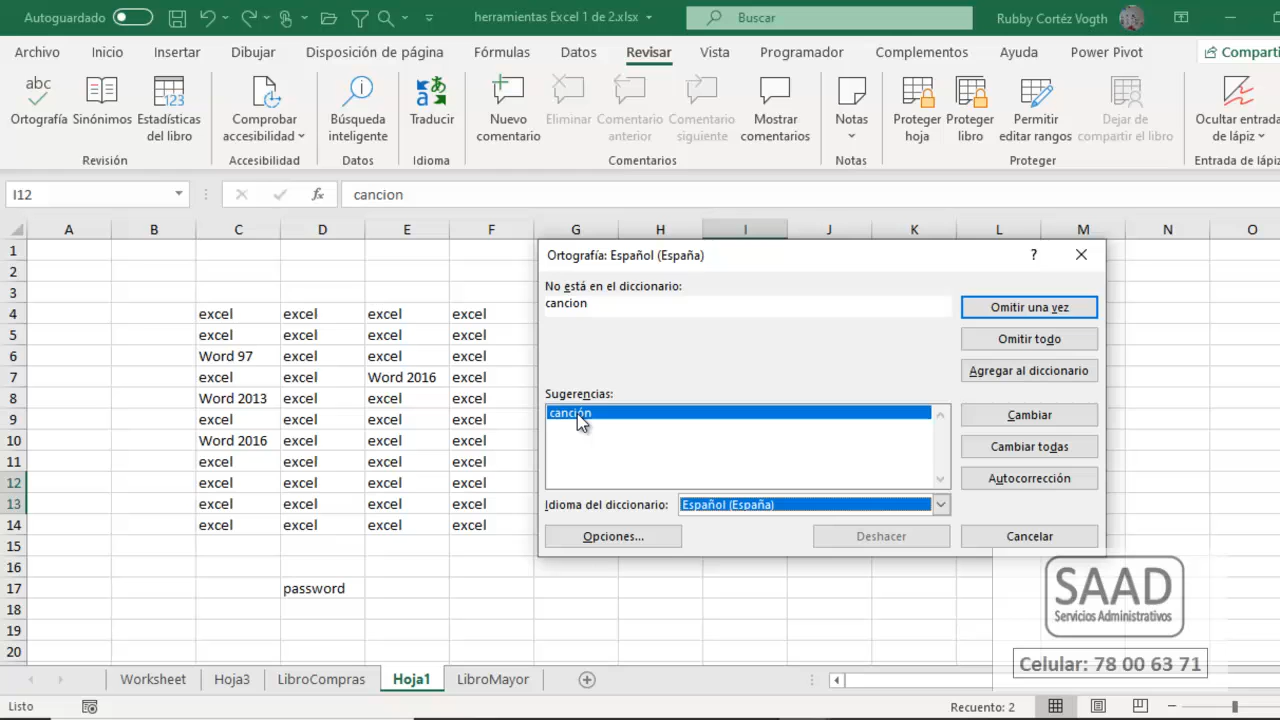 Autoguardado herramientas Excel 1 de 2.xlsx Buscar Rubby Cortéz Vogth
Archivo Inicio Insertar Dibujar Disposición de página Fórmulas Datos Revisar Vista Programador Complementos Ayuda Power Pivot Comparti
abc
Ortografía Sinónimos Estadísticas del libro
Revisión
Comprobar accesibilidad
Accesibilidad
Búsqueda inteligente
Datos
Traducir
Idioma
Nuevo comentario Eliminar Comentario anterior Comentario siguiente Mostrar comentarios
Comentarios
Notas
Notas
Proteger hoja Proteger libro Permitir editar rangos Dejar de compartir el libro
Proteger
Ocultar entrada de lápiz
Entrada de lápiz
I12 fx cancion
A B C D E F G H I J K L M N O
1
2
3
4 excel excel excel excel
5 excel excel excel excel
6 Word 97 excel excel excel
7 excel excel Word 2016 excel
8 Word 2013 excel excel excel
9 excel excel excel excel
10 Word 2016 excel excel excel
11 excel excel excel excel
12 excel excel excel excel
13 excel excel excel excel
14 excel excel excel excel
15
16
17 password
18
19
20
Ortografía: Español (España) ?
No está en el diccionario:
cancion
Omitir una vez
Omitir todo
Agregar al diccionario
Sugerencias:
canción
Cambiar
Cambiar todas
Autocorrección
Idioma del diccionario: Español (España)
Opciones... Deshacer Cancelar
SAAD
Servicios Administrativos
Celular: 78 00 63 71
Worksheet Hoja3 LibroCompras Hoja1 LibroMayor
Listo Recuento: 2